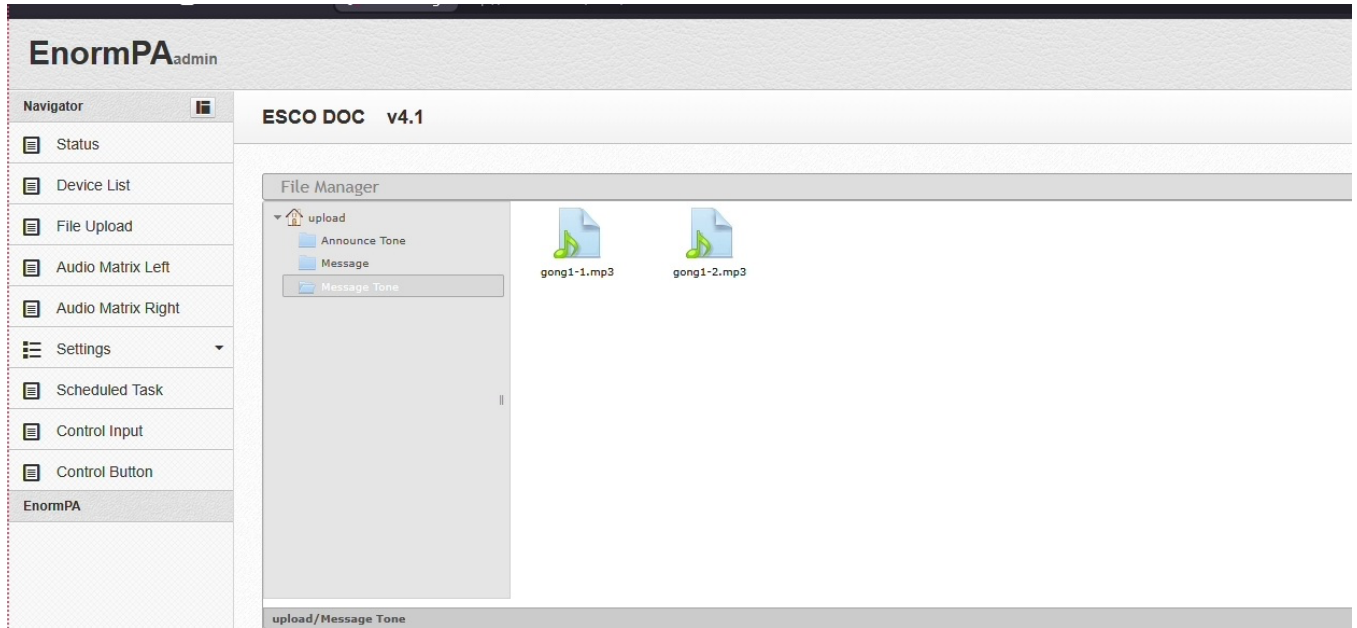 EnormPAadmin
Navigator
Status
Device List
File Upload
Audio Matrix Left
Audio Matrix Right
Settings
Scheduled Task
Control Input
Control Button
EnormPA
ESCO DOC v4.1
File Manager
upload
Announce Tone
Message
Message Tone
gong1-1.mp3 gong1-2.mp3
upload/Message Tone